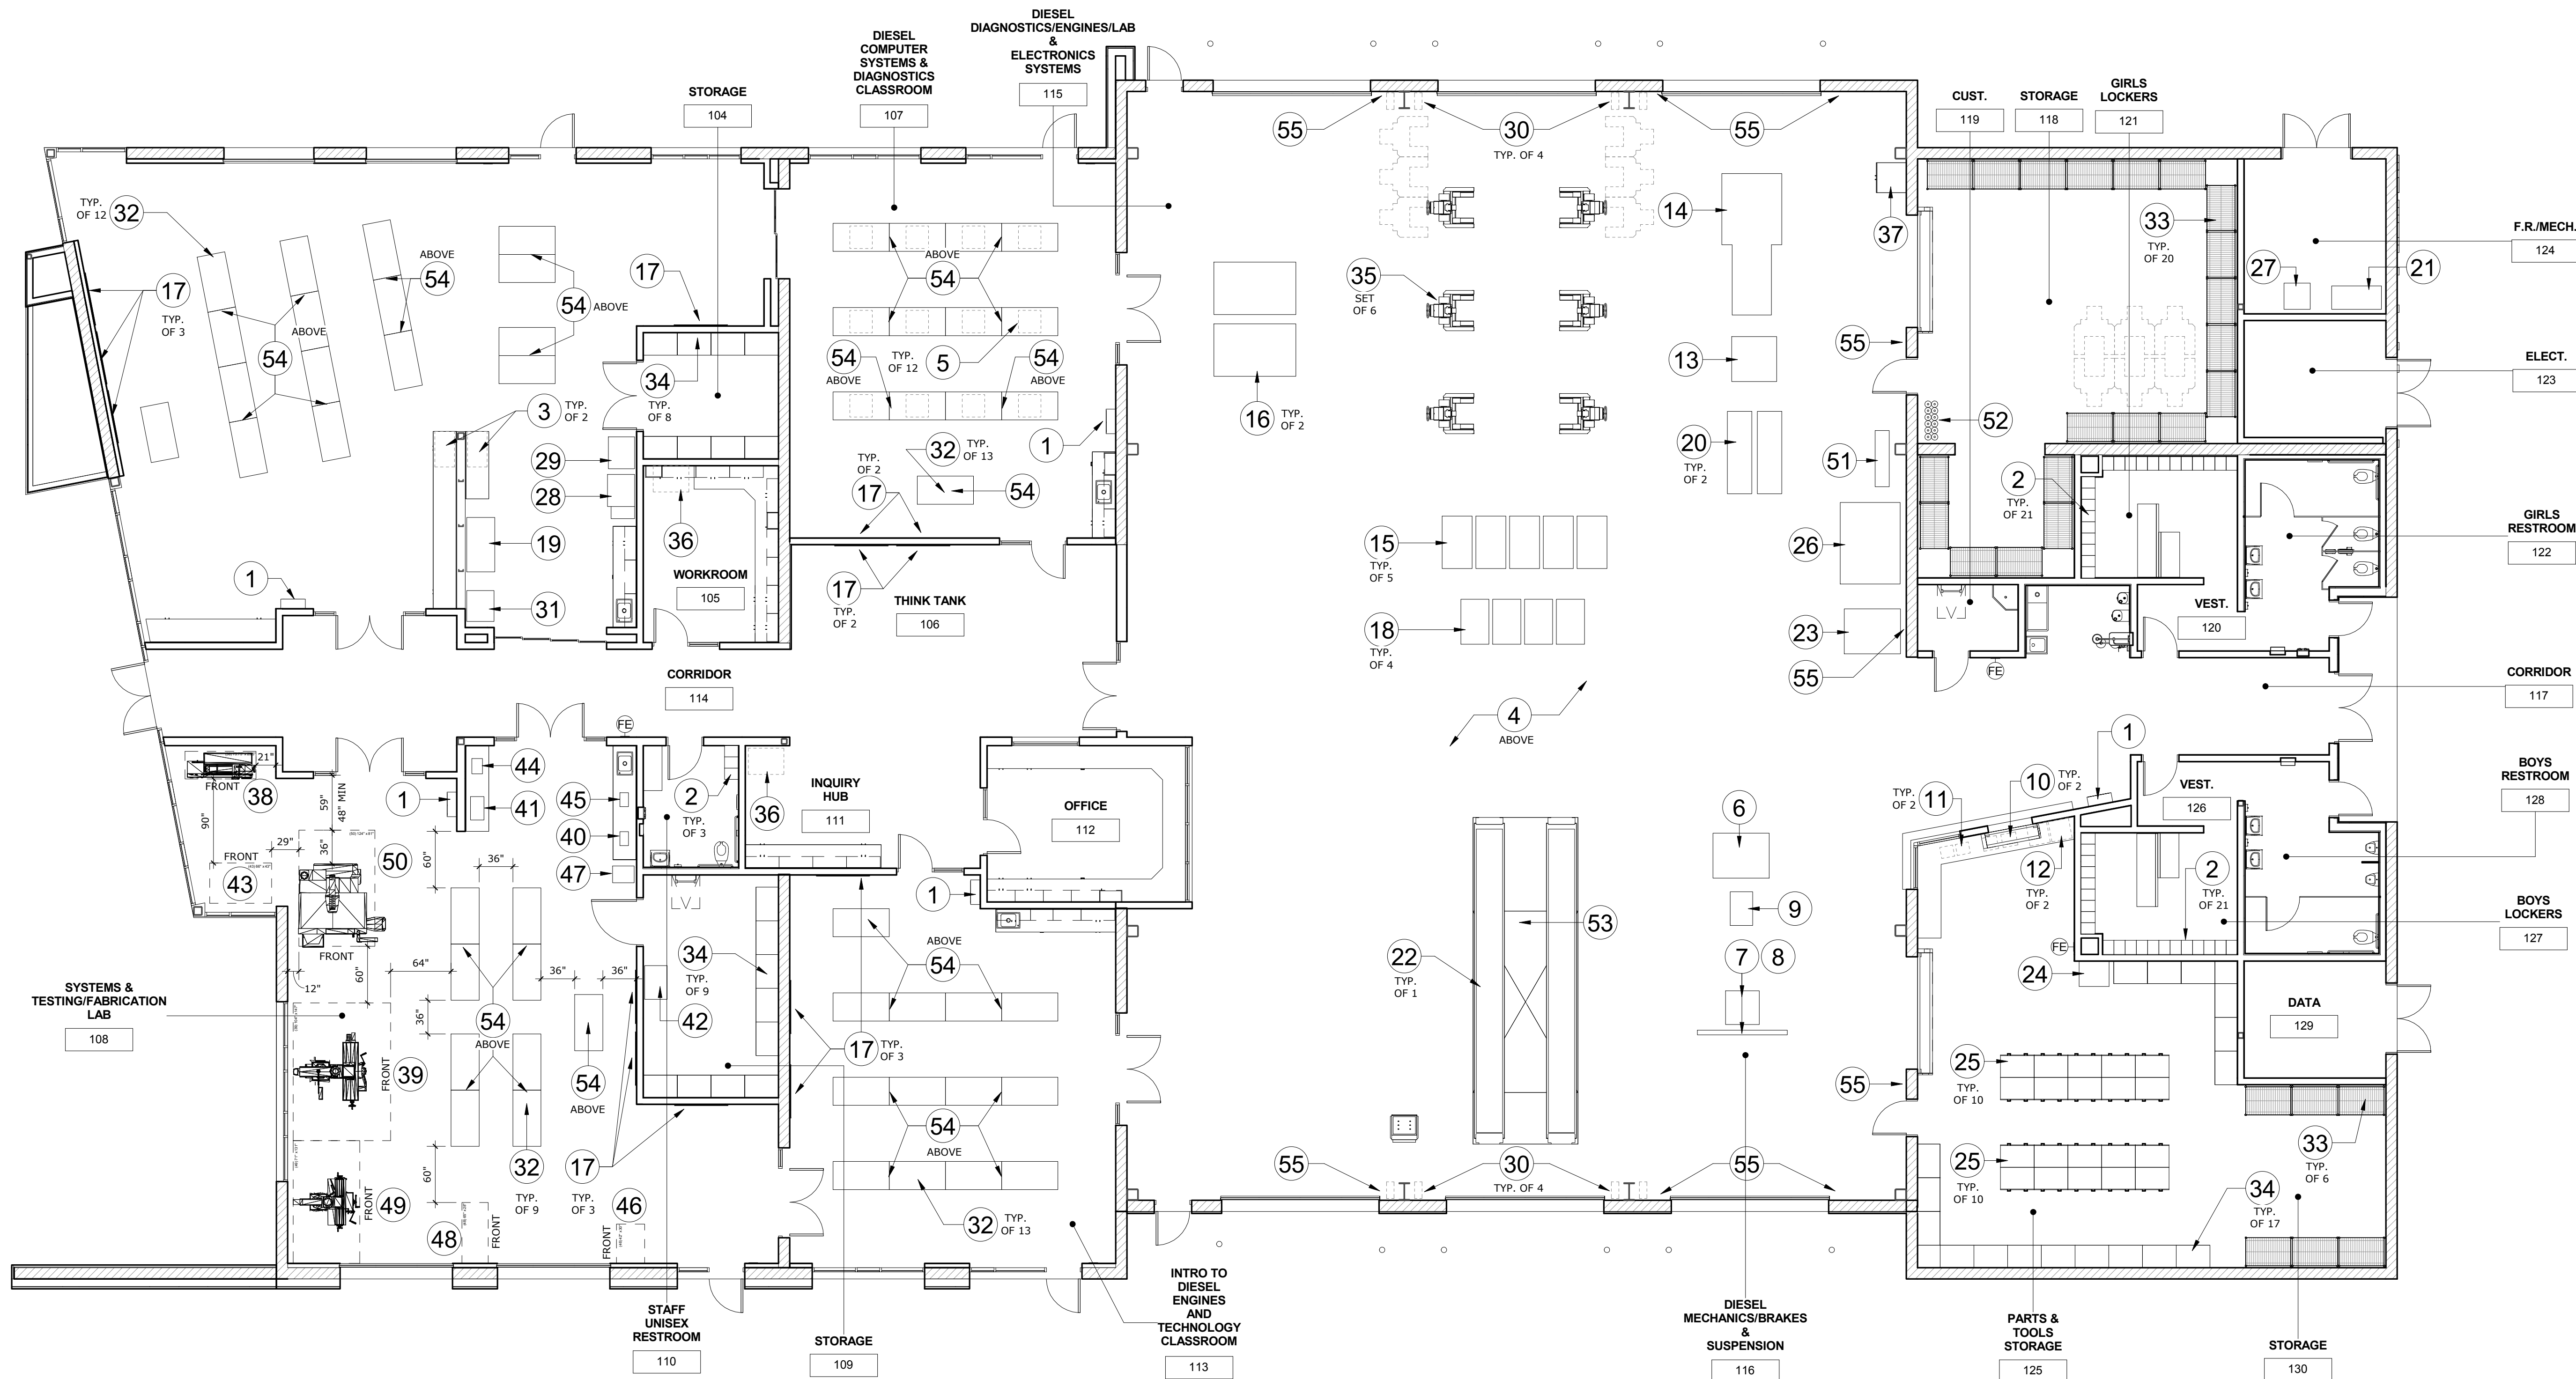 DIESEL
DIAGNOSTICS/ENGINES/LAB
&
ELECTRONICS
SYSTEMS
115
DIESEL
COMPUTER
SYSTEMS &
DIAGNOSTICS
CLASSROOM
107
STORAGE
104
CUST.
119
STORAGE
118
GIRLS
LOCKERS
121
55
30
TYP. OF 4
55
TYP.
OF 12
32
17
TYP.
OF 3
ABOVE
54
54
ABOVE
ABOVE
54
17
34
TYP.
OF 8
ABOVE
54
54
ABOVE
TYP.
OF 12
5
54
ABOVE
3
TYP.
OF 2
29
28
19
31
1
36
WORKROOM
105
TYP.
OF 2
17
32
TYP.
OF 13
54
1
17
TYP.
OF 2
THINK TANK
106
CORRIDOR
114
16
TYP.
OF 2
35
SET
OF 6
14
13
20
TYP.
OF 2
15
TYP.
OF 5
18
TYP.
OF 4
4
ABOVE
37
55
51
26
23
55
33
TYP.
OF 20
52
2
TYP.
OF 21
27
21
F.R./MECH.
124
ELECT.
123
GIRLS
RESTROOM
122
VEST.
120
FE
CORRIDOR
117
BOYS
RESTROOM
128
BOYS
LOCKERS
127
21"
FRONT
38
90"
59"
48" MIN
36"
29"
FRONT
43
50
FRONT
60"
12"
64"
1
44
41
FE
45
40
47
60"
36"
2
TYP.
OF 3
36
INQUIRY
HUB
111
OFFICE
112
1
36"
54
ABOVE
36"
36"
54
ABOVE
34
TYP.
OF 9
42
ABOVE
54
17
TYP.
OF 3
54
ABOVE
32
TYP.
OF 13
SYSTEMS &
TESTING/FABRICATION
LAB
108
FRONT
39
FRONT
49
60"
48
FRONT
32
TYP.
OF 9
17
TYP.
OF 3
46
FRONT
22
TYP.
OF 1
53
6
9
7
8
55
30
TYP. OF 4
55
TYP.
OF 2
11
10
TYP.
OF 2
1
12
TYP.
OF 2
VEST.
126
2
TYP.
OF 21
FE
24
DATA
129
25
TYP.
OF 10
55
25
TYP.
OF 10
33
TYP.
OF 6
34
TYP.
OF 17
STAFF
UNISEX
RESTROOM
110
STORAGE
109
INTRO TO
DIESEL
ENGINES
AND
TECHNOLOGY
CLASSROOM
113
DIESEL
MECHANICS/BRAKES
&
SUSPENSION
116
PARTS &
TOOLS
STORAGE
125
STORAGE
130